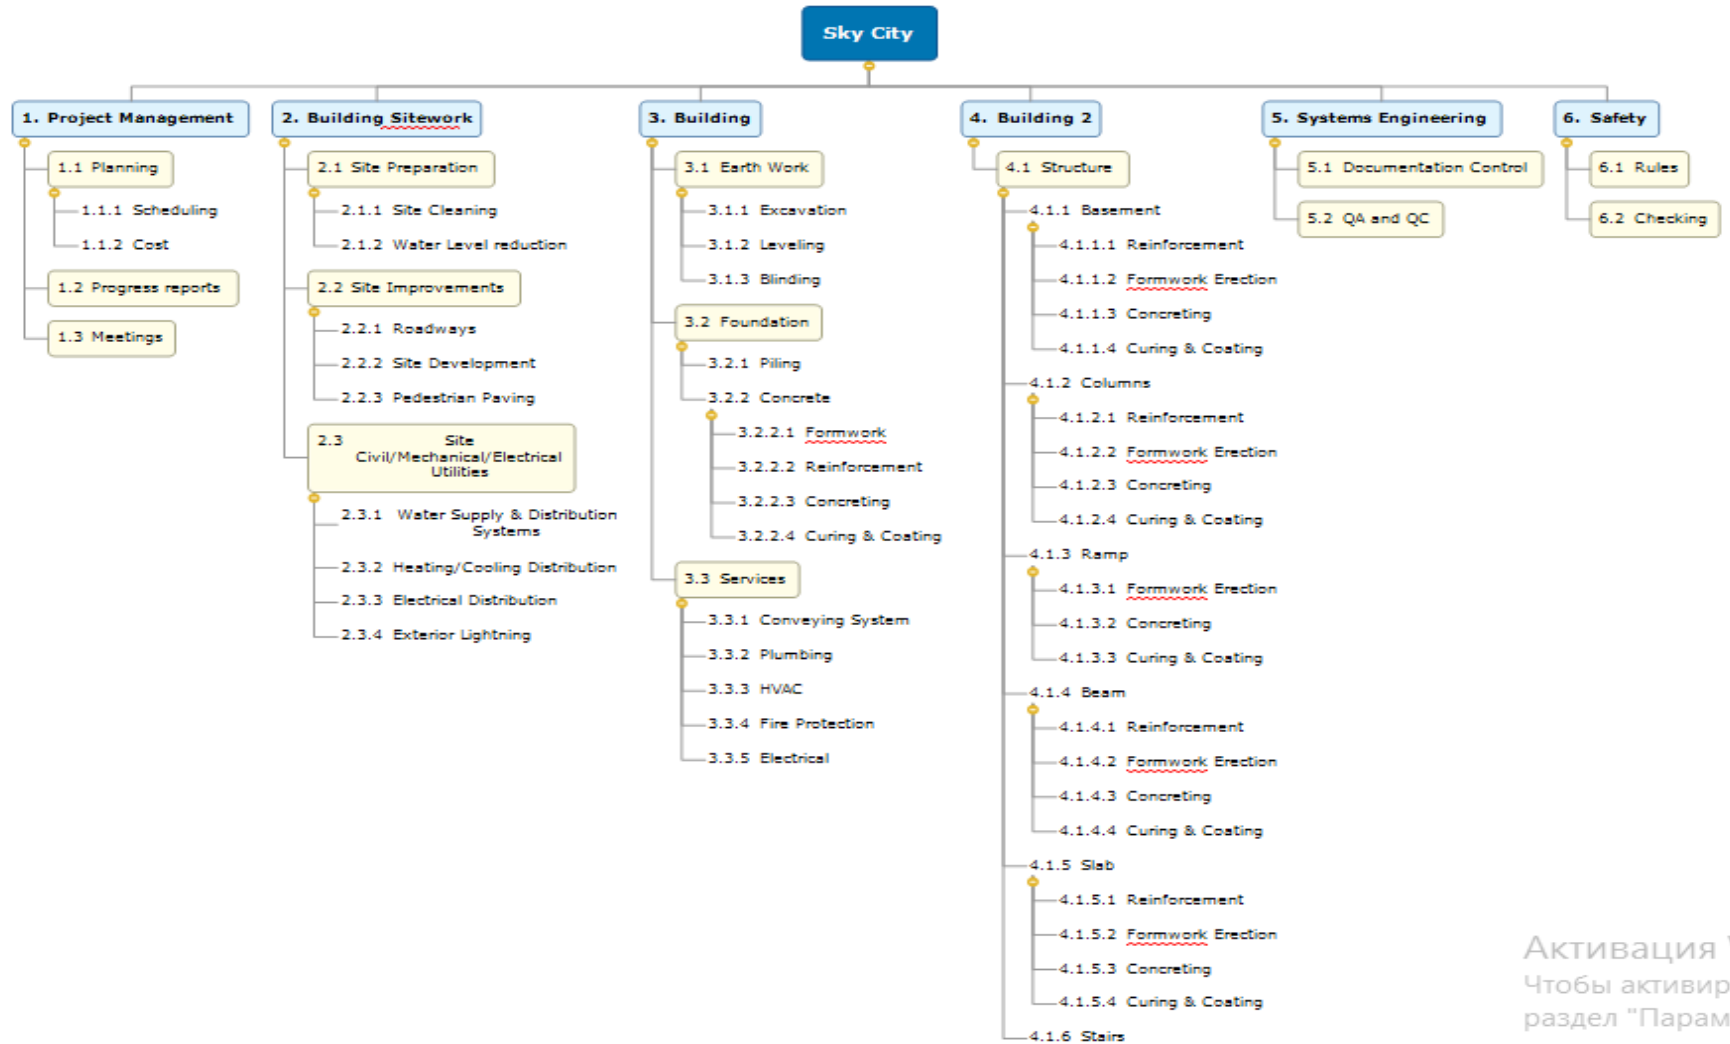 Sky City
1. Project Management
1.1 Planning
1.1.1 Scheduling
1.1.2 Cost
1.2 Progress reports
1.3 Meetings
2. Building Sitework
2.1 Site Preparation
2.1.1 Site Cleaning
2.1.2 Water Level reduction
2.2 Site Improvements
2.2.1 Roadways
2.2.2 Site Development
2.2.3 Pedestrian Paving
2.3 Site
Civil/Mechanical/Electrical
Utilities
2.3.1 Water Supply & Distribution
Systems
2.3.2 Heating/Cooling Distribution
2.3.3 Electrical Distribution
2.3.4 Exterior Lightning
3. Building
3.1 Earth Work
3.1.1 Excavation
3.1.2 Leveling
3.1.3 Blinding
3.2 Foundation
3.2.1 Piling
3.2.2 Concrete
3.2.2.1 Formwork
3.2.2.2 Reinforcement
3.2.2.3 Concreting
3.2.2.4 Curing & Coating
3.3 Services
3.3.1 Conveying System
3.3.2 Plumbing
3.3.3 HVAC
3.3.4 Fire Protection
3.3.5 Electrical
4. Building 2
4.1 Structure
4.1.1 Basement
4.1.1.1 Reinforcement
4.1.1.2 Formwork Erection
4.1.1.3 Concreting
4.1.1.4 Curing & Coating
4.1.2 Columns
4.1.2.1 Reinforcement
4.1.2.2 Formwork Erection
4.1.2.3 Concreting
4.1.2.4 Curing & Coating
4.1.3 Ramp
4.1.3.1 Formwork Erection
4.1.3.2 Concreting
4.1.3.3 Curing & Coating
4.1.4 Beam
4.1.4.1 Reinforcement
4.1.4.2 Formwork Erection
4.1.4.3 Concreting
4.1.4.4 Curing & Coating
4.1.5 Slab
4.1.5.1 Reinforcement
4.1.5.2 Formwork Erection
4.1.5.3 Concreting
4.1.5.4 Curing & Coating
4.1.6 Stairs
5. Systems Engineering
5.1 Documentation Control
5.2 QA and QC
6. Safety
6.1 Rules
6.2 Checking
Активация
Чтобы активир
раздел "Парам